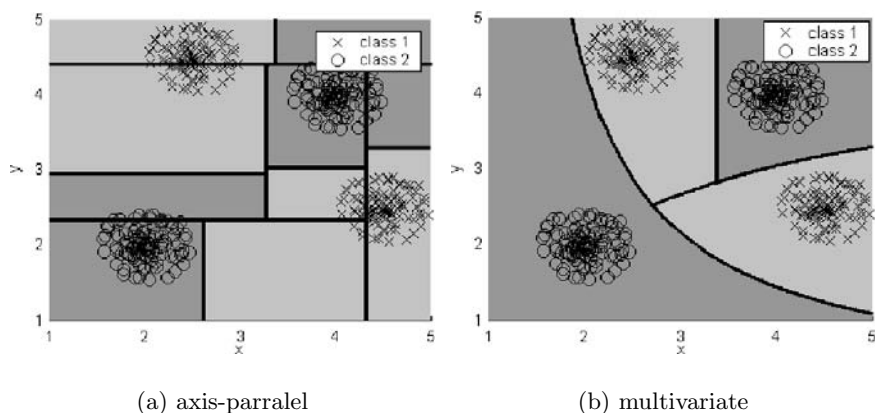 5
4
3
2
1
y
1 2 3 4 5
x
class 1
class 2
5
4
3
2
1
y
1 2 3 4 5
x
class 1
class 2
(a) axis-parralel
(b) multivariate